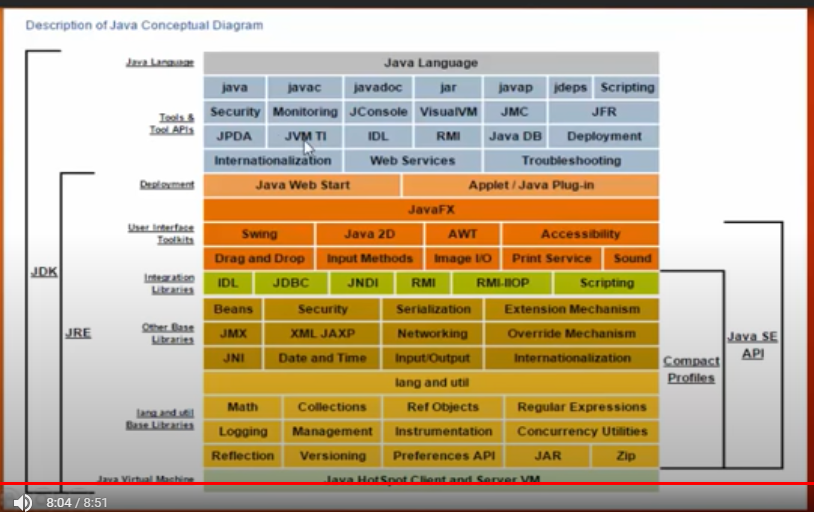 Description of Java Conceptual Diagram
Java Language
Java Language
java javac javadoc jar javap jdeps Scripting
Tools &
Tool APIs
Security Monitoring JConsole VisualVM JMC JFR
JPDA JVM TI IDL RMI Java DB Deployment
Internationalization Web Services Troubleshooting
Deployment
Java Web Start Applet / Java Plug-in
JavaFX
User Interface
Toolkits
Swing Java 2D AWT Accessibility
Drag and Drop Input Methods Image I/O Print Service Sound
Integration
Libraries
IDL JDBC JNDI RMI RMI-IIOP Scripting
JDK
JRE
Other Base
Libraries
Beans Security Serialization Extension Mechanism
JMX XML JAXP Networking Override Mechanism
JNI Date and Time Input/Output Internationalization
Java SE
API
Compact
Profiles
lang and util
lang and util
Base Libraries
Math Collections Ref Objects Regular Expressions
Logging Management Instrumentation Concurrency Utilities
Reflection Versioning Preferences API JAR Zip
Java Virtual Machine
Java HotSpot Client and Server VM
8:04 / 8:51